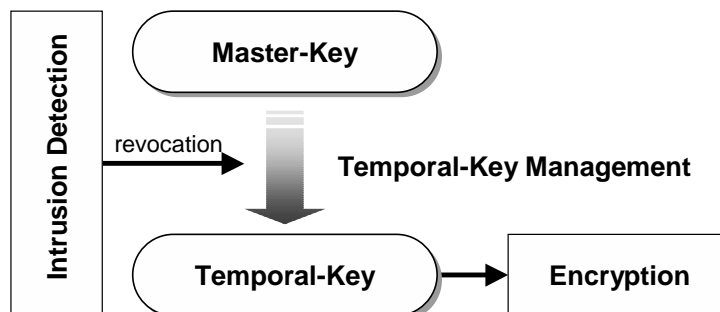 Master-Key
Intrusion Detection
revocation
Temporal-Key Management
Temporal-Key
Encryption